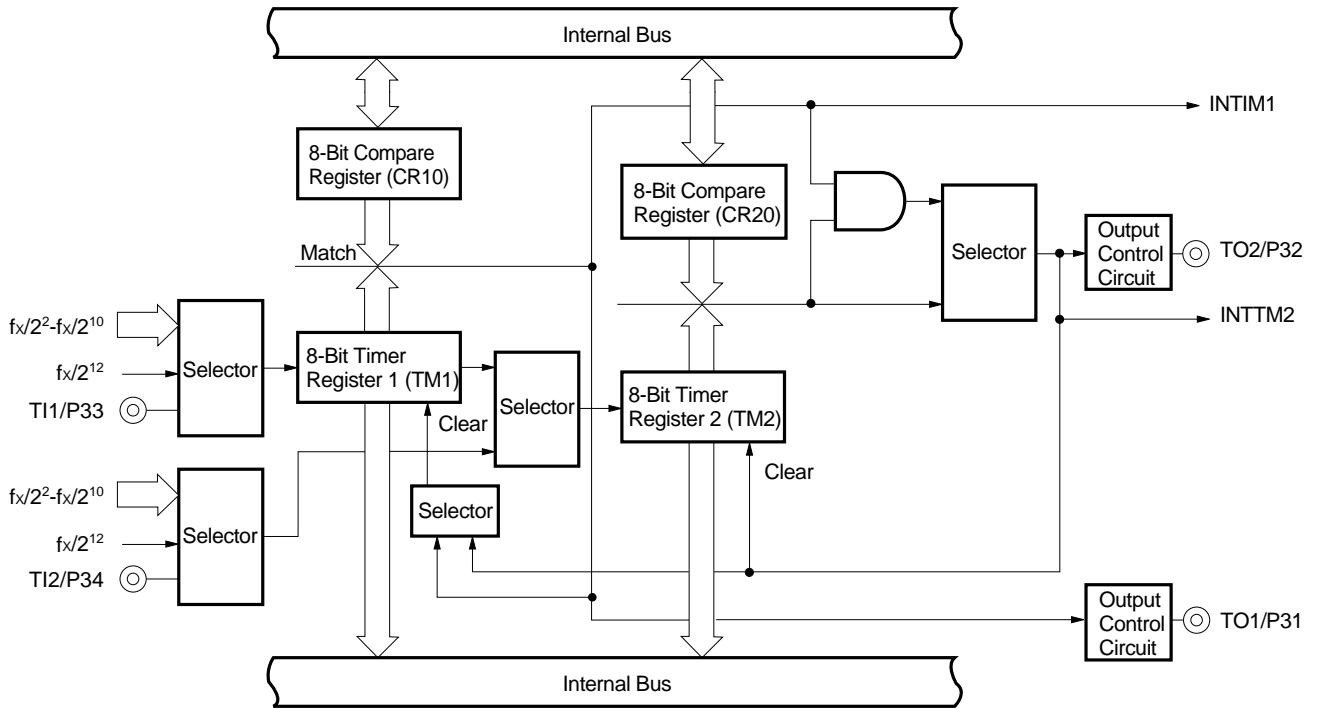 Internal Bus
INTIM1
8-Bit Compare
Register (CR10)
8-Bit Compare
Register (CR20)
Match
Selector
Output
Control
Circuit
TO2/P32
INTTM2
fx/2²-fx/2¹⁰
fx/2¹²
TI1/P33
Selector
8-Bit Timer
Register 1 (TM1)
Selector
8-Bit Timer
Register 2 (TM2)
Clear
Clear
fx/2²-fx/2¹⁰
fx/2¹²
TI2/P34
Selector
Selector
Output
Control
Circuit
TO1/P31
Internal Bus